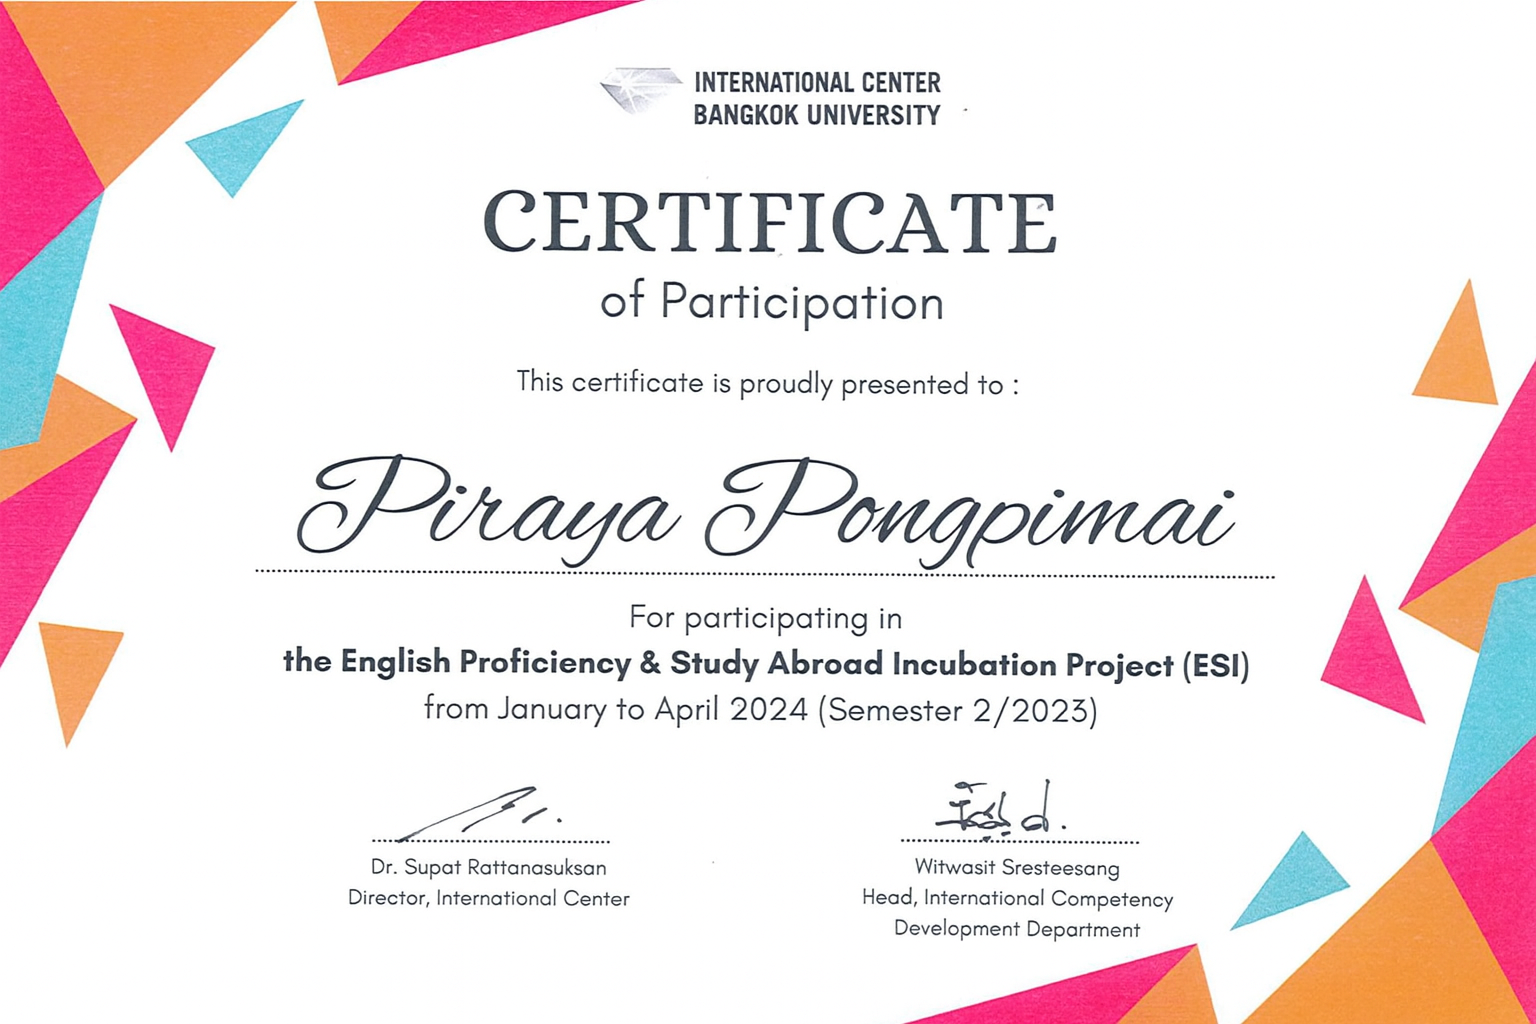 INTERNATIONAL CENTER
BANGKOK UNIVERSITY
CERTIFICATE
of Participation
This certificate is proudly presented to :
Piraya Pongpimai
For participating in
the English Proficiency & Study Abroad Incubation Project (ESI)
from January to April 2024 (Semester 2/2023)
Dr. Supat Rattanasuksan
Director, International Center
Witwasit Sresteesang
Head, International Competency
Development Department